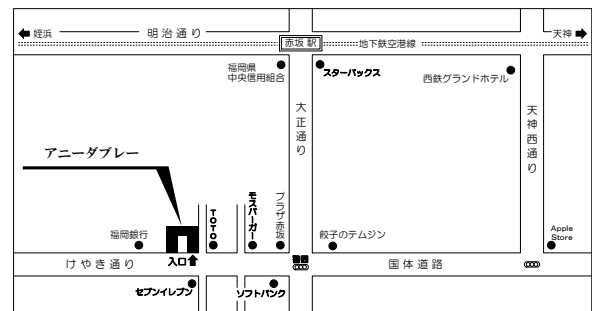 姪浜
明治通り
赤坂駅
地下鉄空港線
天神
福岡県
中央信用組合
スターバックス
西鉄グランドホテル
大正通り
天神西通り
アニーダブレー
福岡銀行
TOTO
モスバーガー
プラザ赤坂
餃子のテムジン
Apple
Store
入口
けやき通り
警固
国体道路
セブンイレブン
ソフトバンク